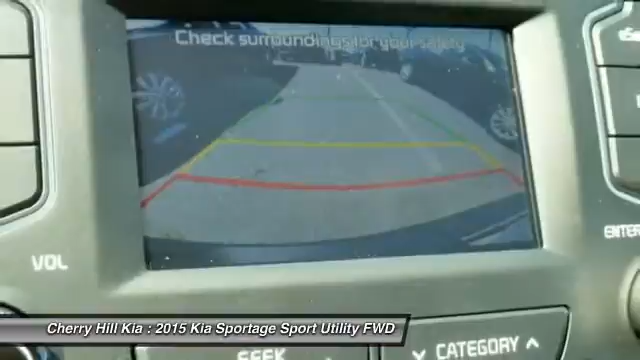 Check surroundings for your safety
VOL
ENTER
Cherry Hill Kia : 2015 Kia Sportage Sport Utility FWD
SEEK
CATEGORY